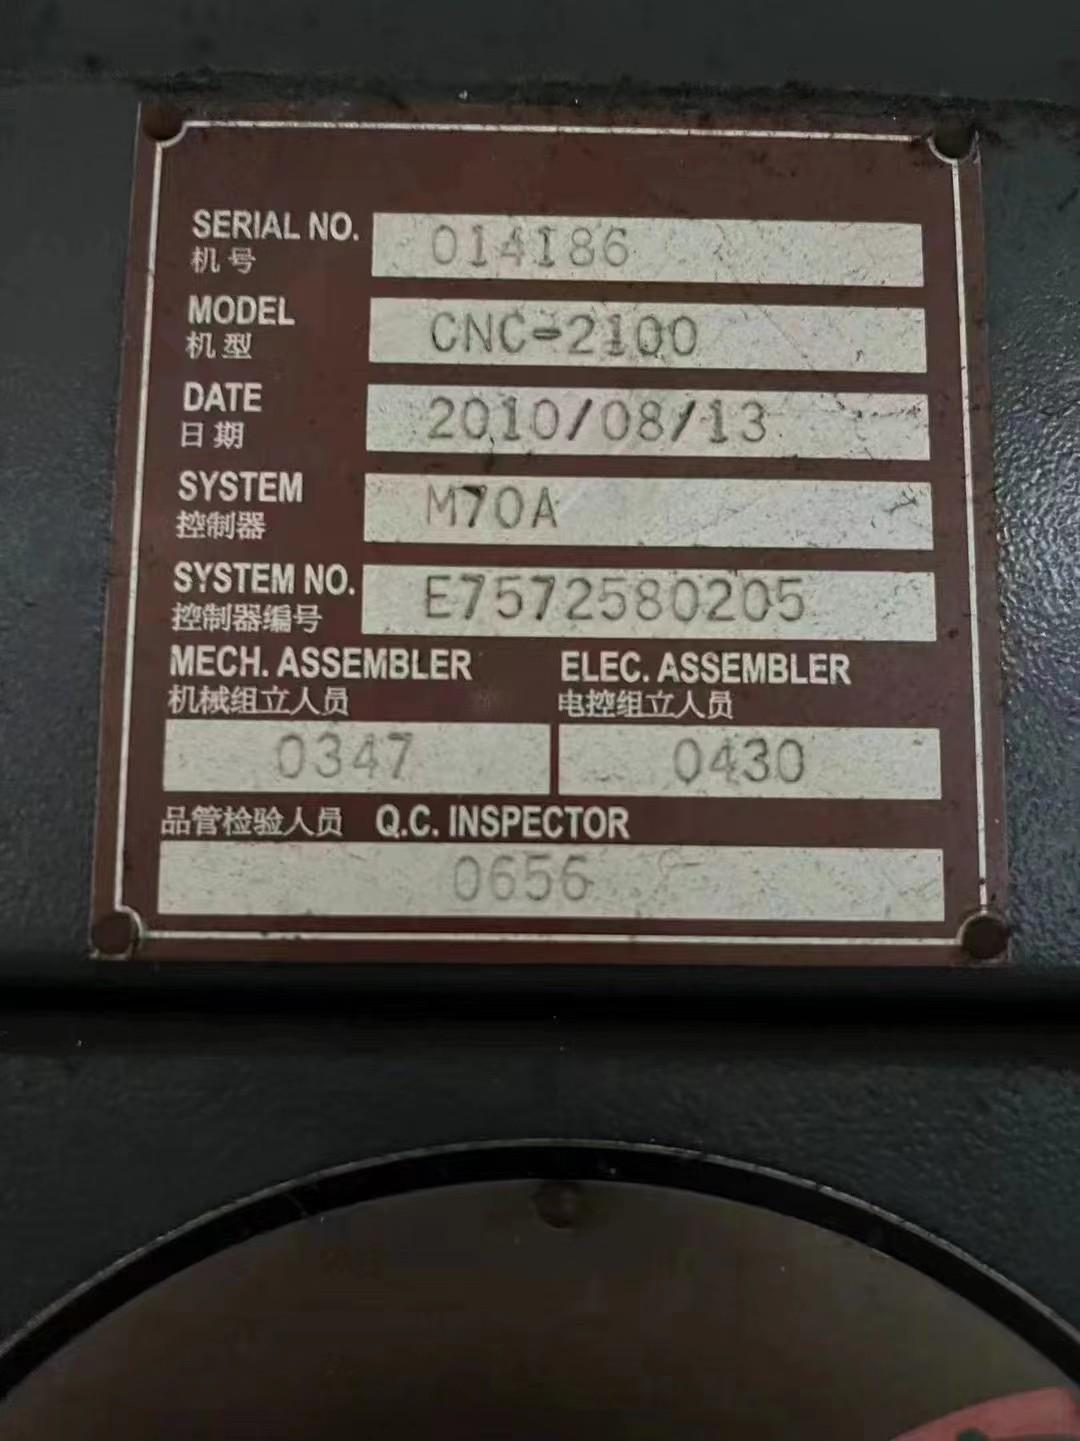 SERIAL NO. 014186
机号
MODEL CNC-2100
机型
DATE 2010/08/13
日期
SYSTEM M70A
控制器
SYSTEM NO. E7572580205
控制器编号
MECH. ASSEMBLER ELEC. ASSEMBLER
机械组立人员 电控组立人员
0347 0430
品管检验人员 Q.C. INSPECTOR
0656